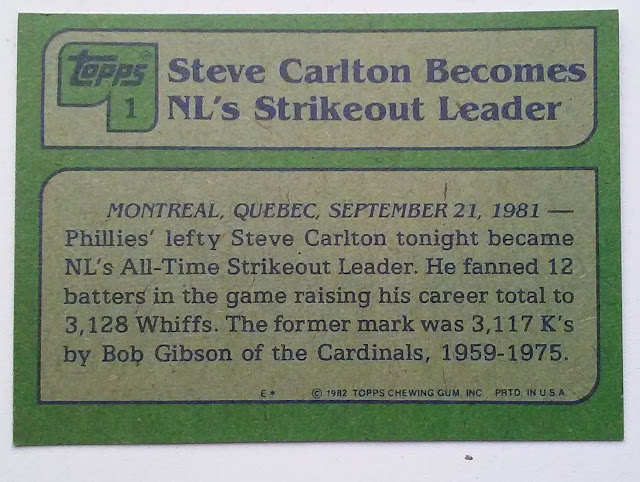 topps
1
Steve Carlton Becomes
NL's Strikeout Leader
MONTREAL, QUEBEC, SEPTEMBER 21, 1981 —
Phillies' lefty Steve Carlton tonight became
NL's All-Time Strikeout Leader. He fanned 12
batters in the game raising his career total to
3,128 Whiffs. The former mark was 3,117 K's
by Bob Gibson of the Cardinals, 1959-1975.
E* © 1982 TOPPS CHEWING GUM, INC PRTD. IN U.S.A.